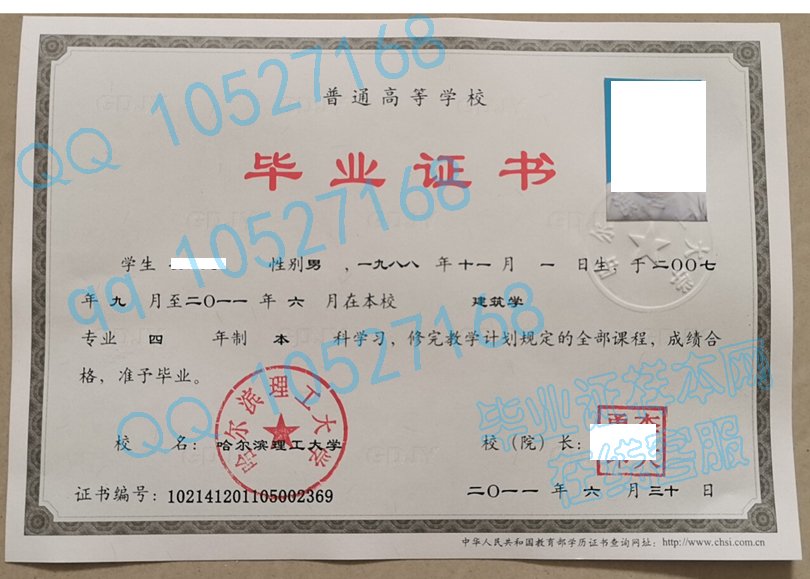 普通高等学校
毕业证书
学生 性别 男 ，一九八八 年 十一 月 一 日生，于 二〇〇七
年 九 月至 二〇一一 年 六 月在本校 建筑学
专业 四 年制 本 科学习，修完教学计划规定的全部课程，成绩合
格，准予毕业。
校 名：哈尔滨理工大学
校（院）长：
证书编号：102141201105002369
二〇一一 年 六 月 三十 日
中华人民共和国教育部学历证书查询网址：http://www.chsi.com.cn
哈尔滨理工大学
QQ 10527168
qq 10527168
QQ 10527168
毕业证样本网
在线客服